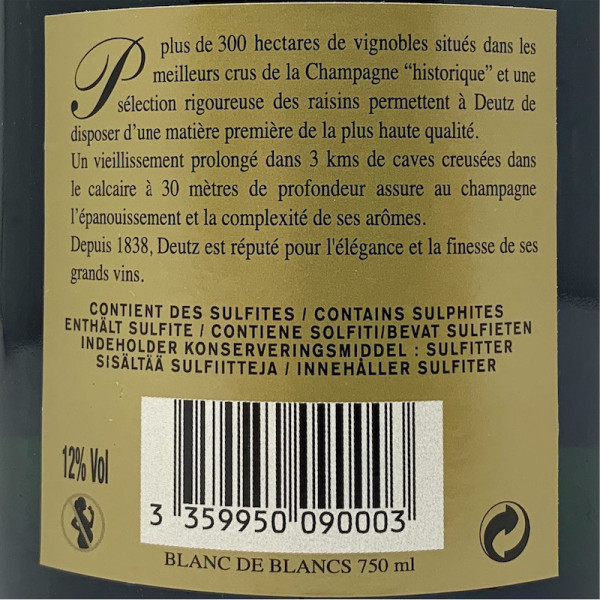 P plus de 300 hectares de vignobles situés dans les
meilleurs crus de la Champagne “historique” et une
sélection rigoureuse des raisins permettent à Deutz de
disposer d’une matière première de la plus haute qualité.
Un vieillissement prolongé dans 3 kms de caves creusées dans
le calcaire à 30 mètres de profondeur assure au champagne
l’épanouissement et la complexité de ses arômes.
Depuis 1838, Deutz est réputé pour l'élégance et la finesse de ses
grands vins.
CONTIENT DES SULFITES / CONTAINS SULPHITES
ENTHÄLT SULFITE / CONTIENE SOLFITI/BEVAT SULFIETEN
INDEHOLDER KONSERVERINGSMIDDEL : SULFITTER
SISÄLTÄÄ SULFIITTEJA / INNEHÅLLER SULFITER
12% Vol
3 359950 090003
BLANC DE BLANCS 750 ml